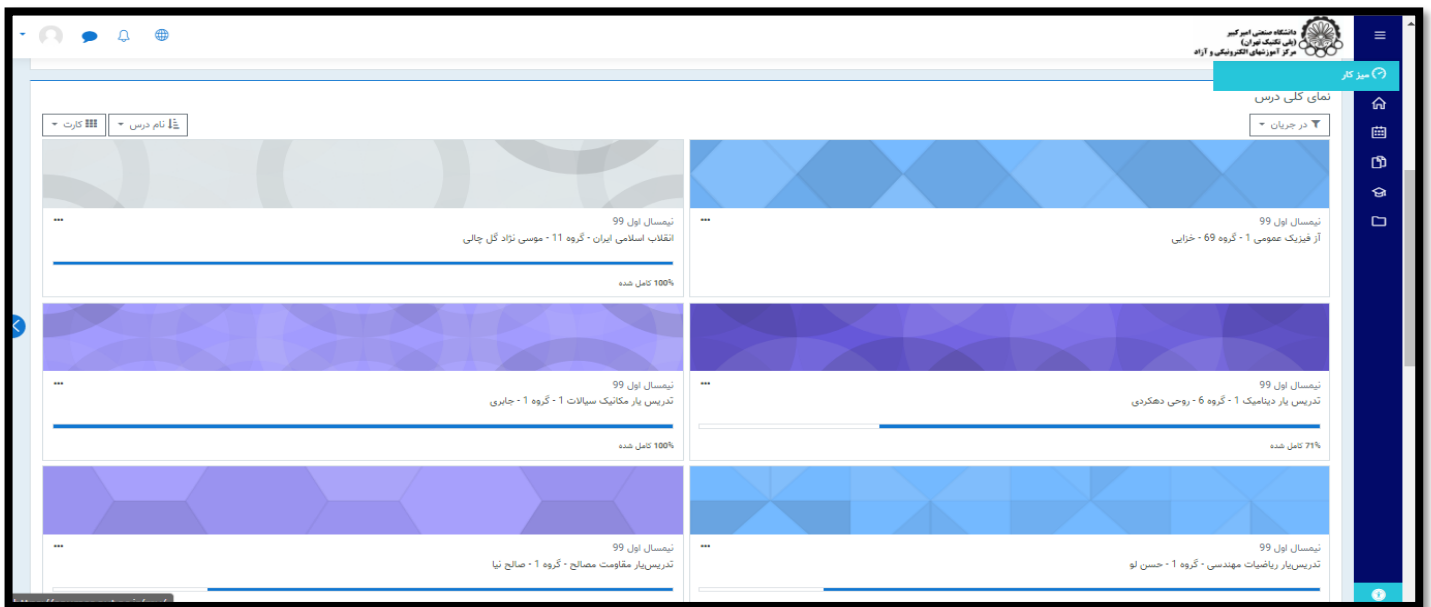 دانشگاه صنعتی امیر کبیر
(پلی تکنیک تهران)
مرکز آموزشهای الکترونیکی و آزاد
میز کار
نمای کلی درس
در جریان
نام درس
کارت
نیمسال اول 99
آز فیزیک عمومی 1 - گروه 69 - خزایی
نیمسال اول 99
انقلاب اسلامی ایران - گروه 11 - موسی نژاد گل چالی
100% کامل شده
نیمسال اول 99
تدریس یار دینامیک 1 - گروه 6 - روحی دهکردی
71% کامل شده
نیمسال اول 99
تدریس یار مکانیک سیالات 1 - گروه 1 - جابری
100% کامل شده
نیمسال اول 99
تدریس‌یار ریاضیات مهندسی - گروه 1 - حسن لو
نیمسال اول 99
تدریس‌یار مقاومت مصالح - گروه 1 - صالح نیا